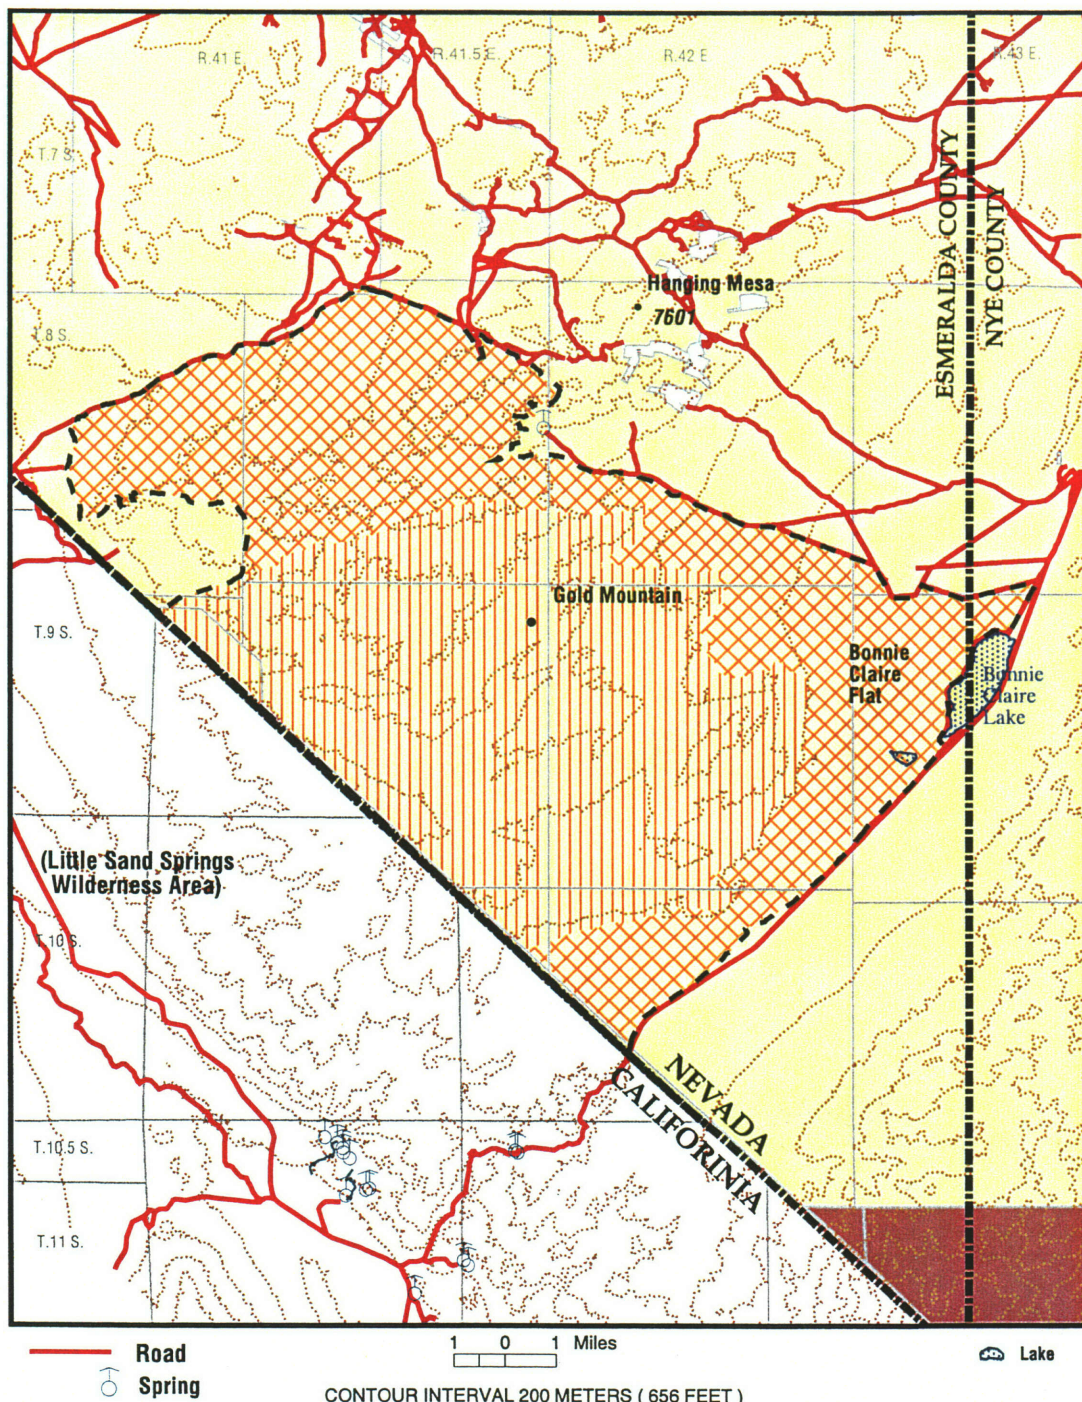 R.41 E.
R.41.5 E.
R.42 E
R.43 E.
T.7 S.
ESMERALDA COUNTY
NYE COUNTY
Hanging Mesa
7601
T.8 S.
Gold Mountain
T.9 S.
Bonnie
Claire
Flat
Bonnie
Claire
Lake
(Little Sand Springs
Wilderness Area)
T.10 S.
NEVADA
CALIFORINIA
T.10.5 S.
T.11 S.
Road
Spring
1 0 1 Miles
Lake
CONTOUR INTERVAL 200 METERS ( 656 FEET )